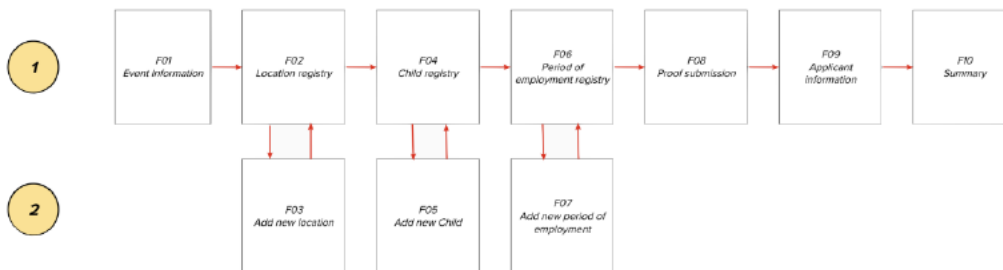 1
F01
Event information
F02
Location registry
F04
Child registry
F06
Period of
employment registry
F08
Proof submission
F09
Applicant
information
F10
Summary
2
F03
Add new location
F05
Add new Child
F07
Add new period of
employment